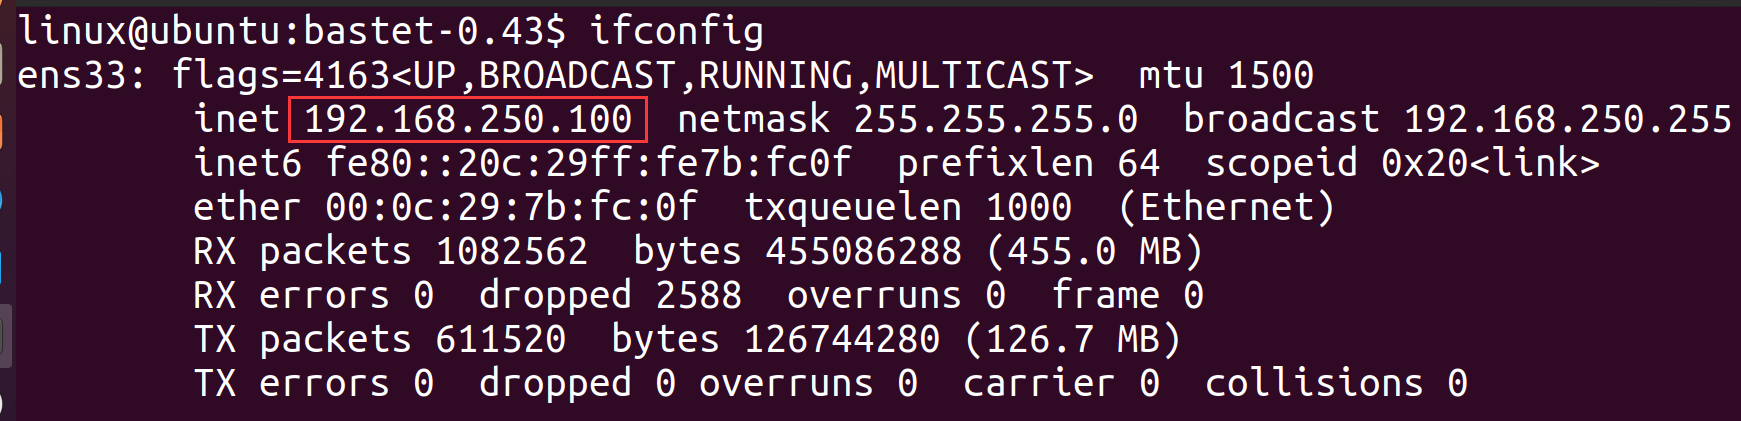 linux@ubuntu:bastet-0.43$ ifconfig
ens33: flags=4163<UP,BROADCAST,RUNNING,MULTICAST>  mtu 1500
        inet 192.168.250.100  netmask 255.255.255.0  broadcast 192.168.250.255
        inet6 fe80::20c:29ff:fe7b:fc0f  prefixlen 64  scopeid 0x20<link>
        ether 00:0c:29:7b:fc:0f  txqueuelen 1000  (Ethernet)
        RX packets 1082562  bytes 455086288 (455.0 MB)
        RX errors 0  dropped 2588  overruns 0  frame 0
        TX packets 611520  bytes 126744280 (126.7 MB)
        TX errors 0  dropped 0 overruns 0  carrier 0  collisions 0